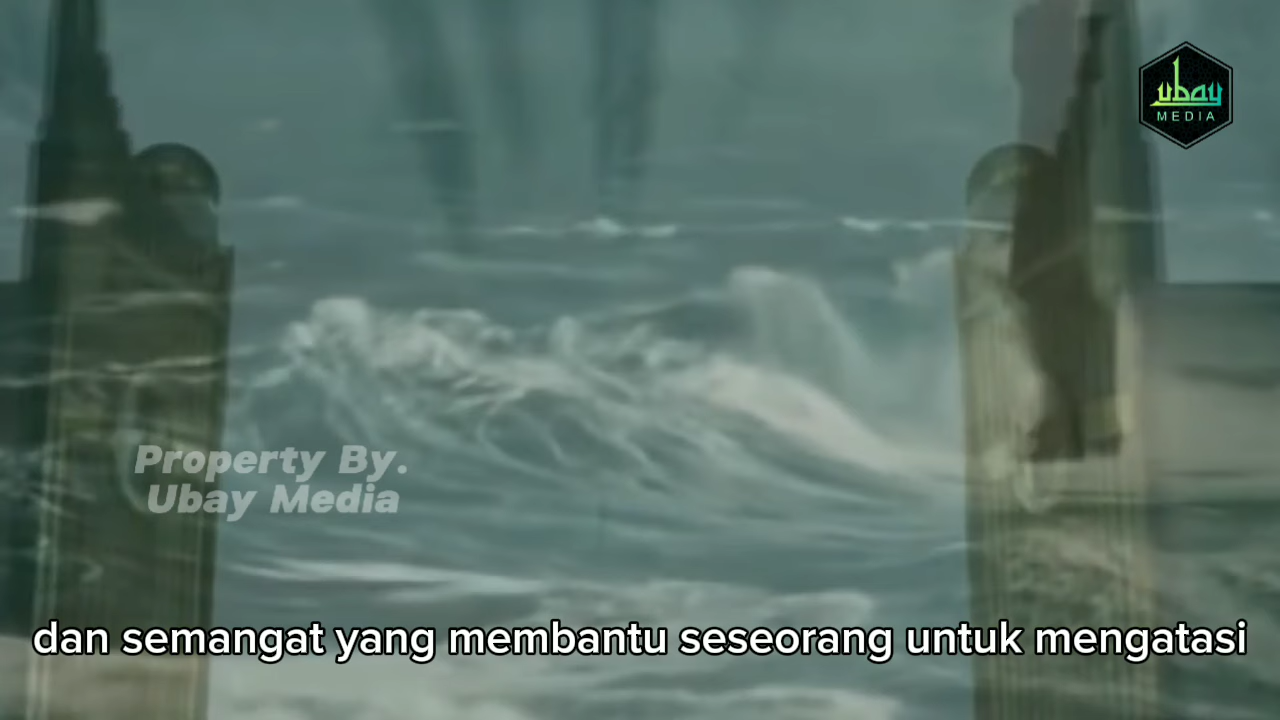 ubay
MEDIA
Property By.
Ubay Media
dan semangat yang membantu seseorang untuk mengatasi